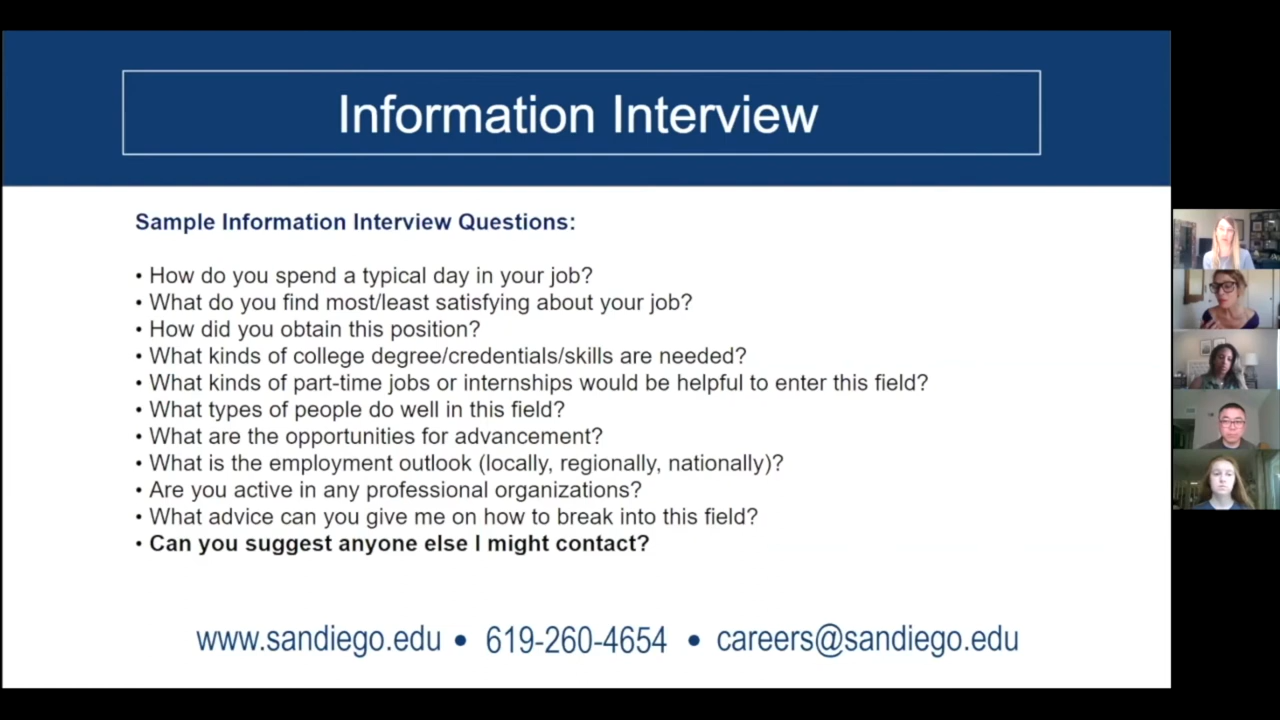 Information Interview
Sample Information Interview Questions:
• How do you spend a typical day in your job?
• What do you find most/least satisfying about your job?
• How did you obtain this position?
• What kinds of college degree/credentials/skills are needed?
• What kinds of part-time jobs or internships would be helpful to enter this field?
• What types of people do well in this field?
• What are the opportunities for advancement?
• What is the employment outlook (locally, regionally, nationally)?
• Are you active in any professional organizations?
• What advice can you give me on how to break into this field?
• Can you suggest anyone else I might contact?
www.sandiego.edu • 619-260-4654 • careers@sandiego.edu